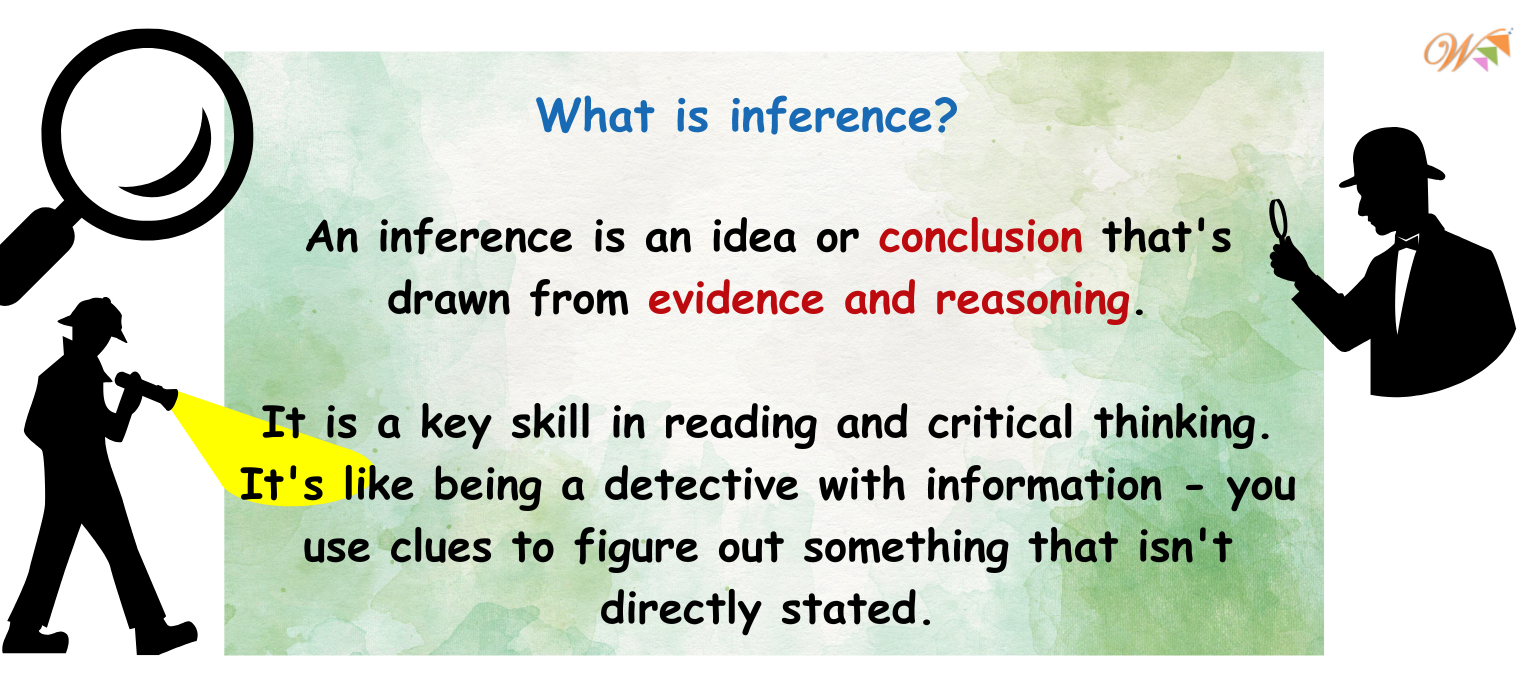 What is inference?
An inference is an idea or conclusion that's
drawn from evidence and reasoning.
It is a key skill in reading and critical thinking.
It's like being a detective with information - you
use clues to figure out something that isn't
directly stated.
W